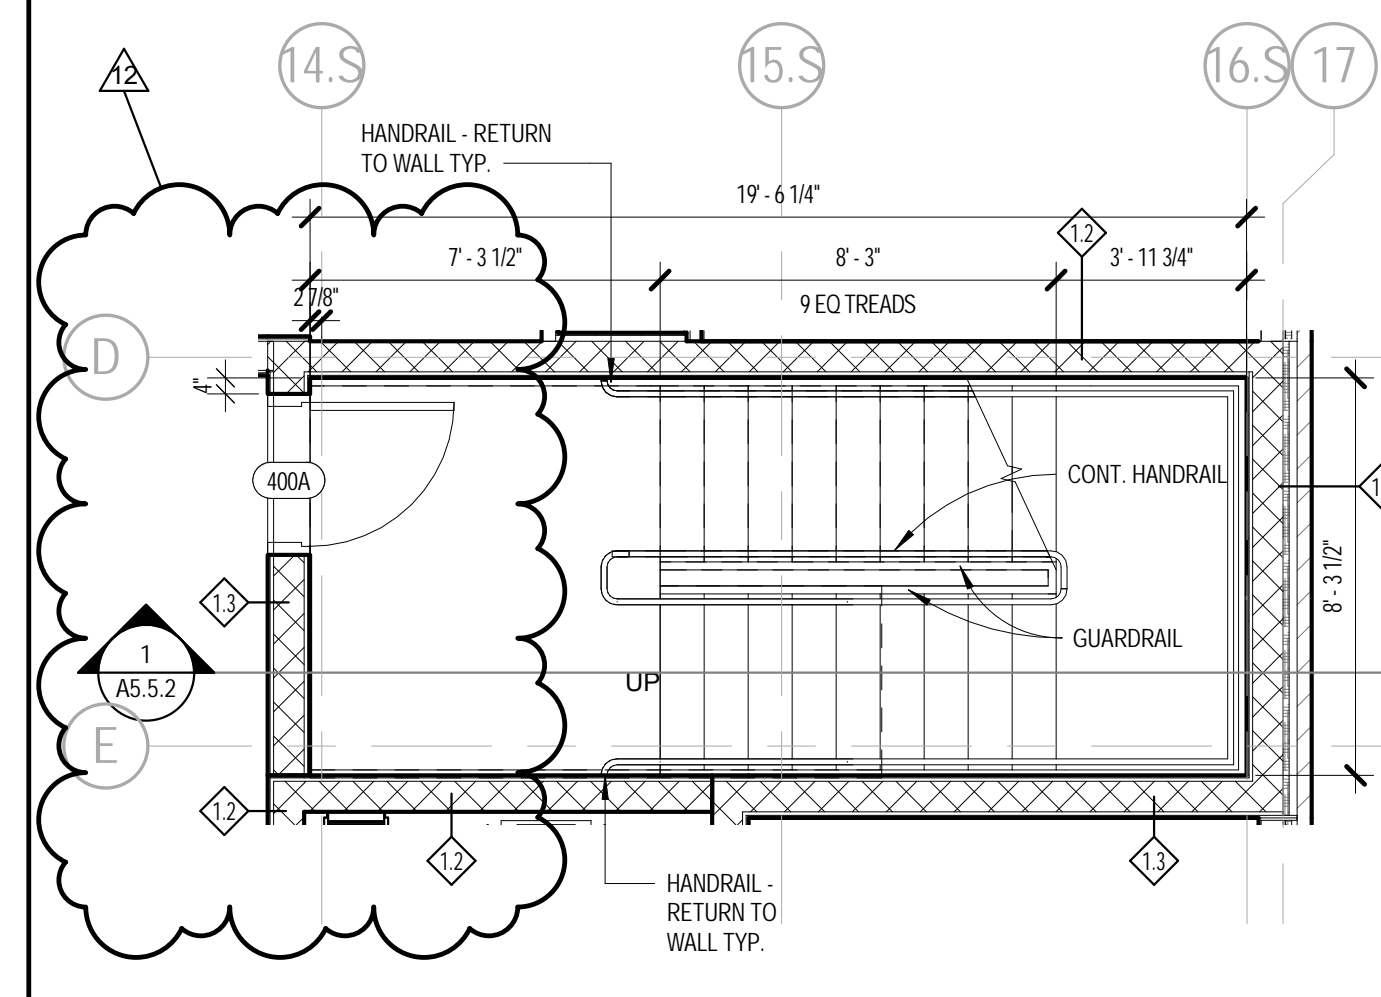 14.S
15.S
16.S
17
12
HANDRAIL - RETURN
TO WALL TYP.
19' - 6 1/4"
1.2
7' - 3 1/2"
8' - 3"
3' - 11 3/4"
2 7/8"
9 EQ TREADS
D
4"
400A
CONT. HANDRAIL
1.3
8' - 3 1/2"
GUARDRAIL
1
A5.5.2
UP
E
1.2
1.2
1.3
HANDRAIL -
RETURN TO
WALL TYP.